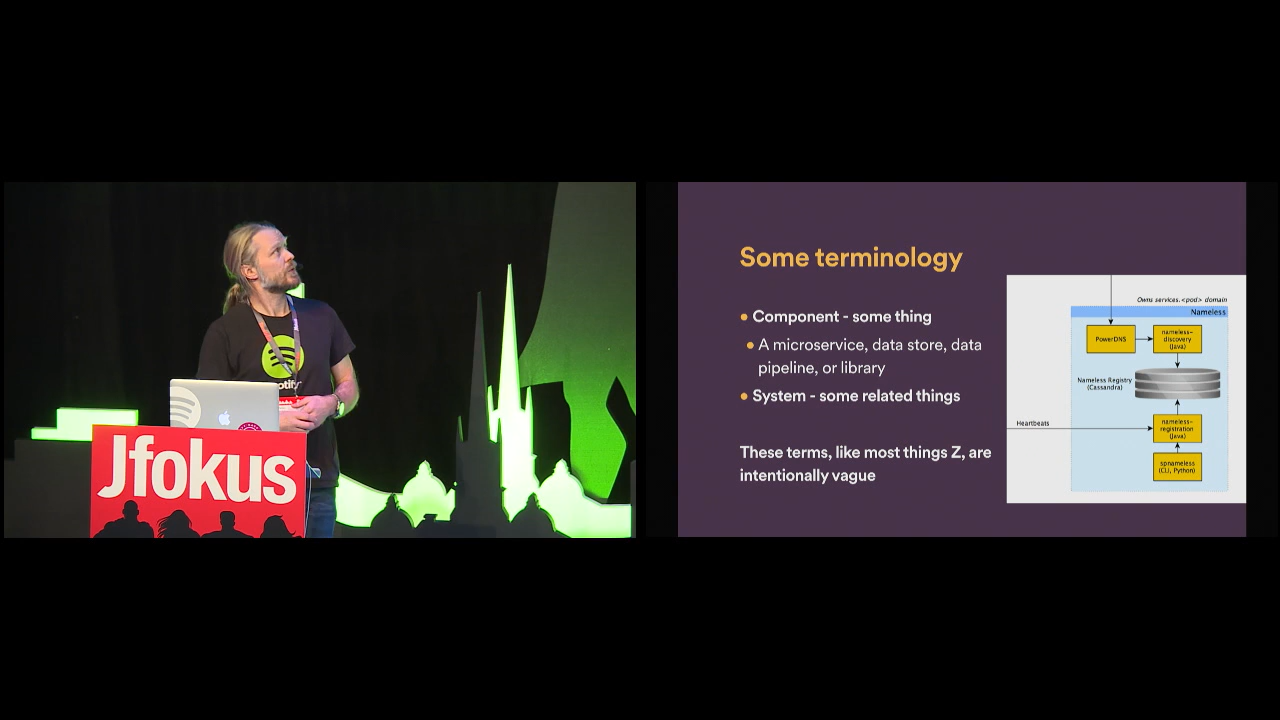 otify
Jfokus
Some terminology
Component - some thing
A microservice, data store, data
pipeline, or library
System - some related things
These terms, like most things Z, are
intentionally vague
Owns services.<pod> domain
Nameless
PowerDNS
nameless-
discovery
(Java)
Nameless Registry
(Cassandra)
Heartbeats
nameless-
registration
(Java)
spnameless
(CLI, Python)